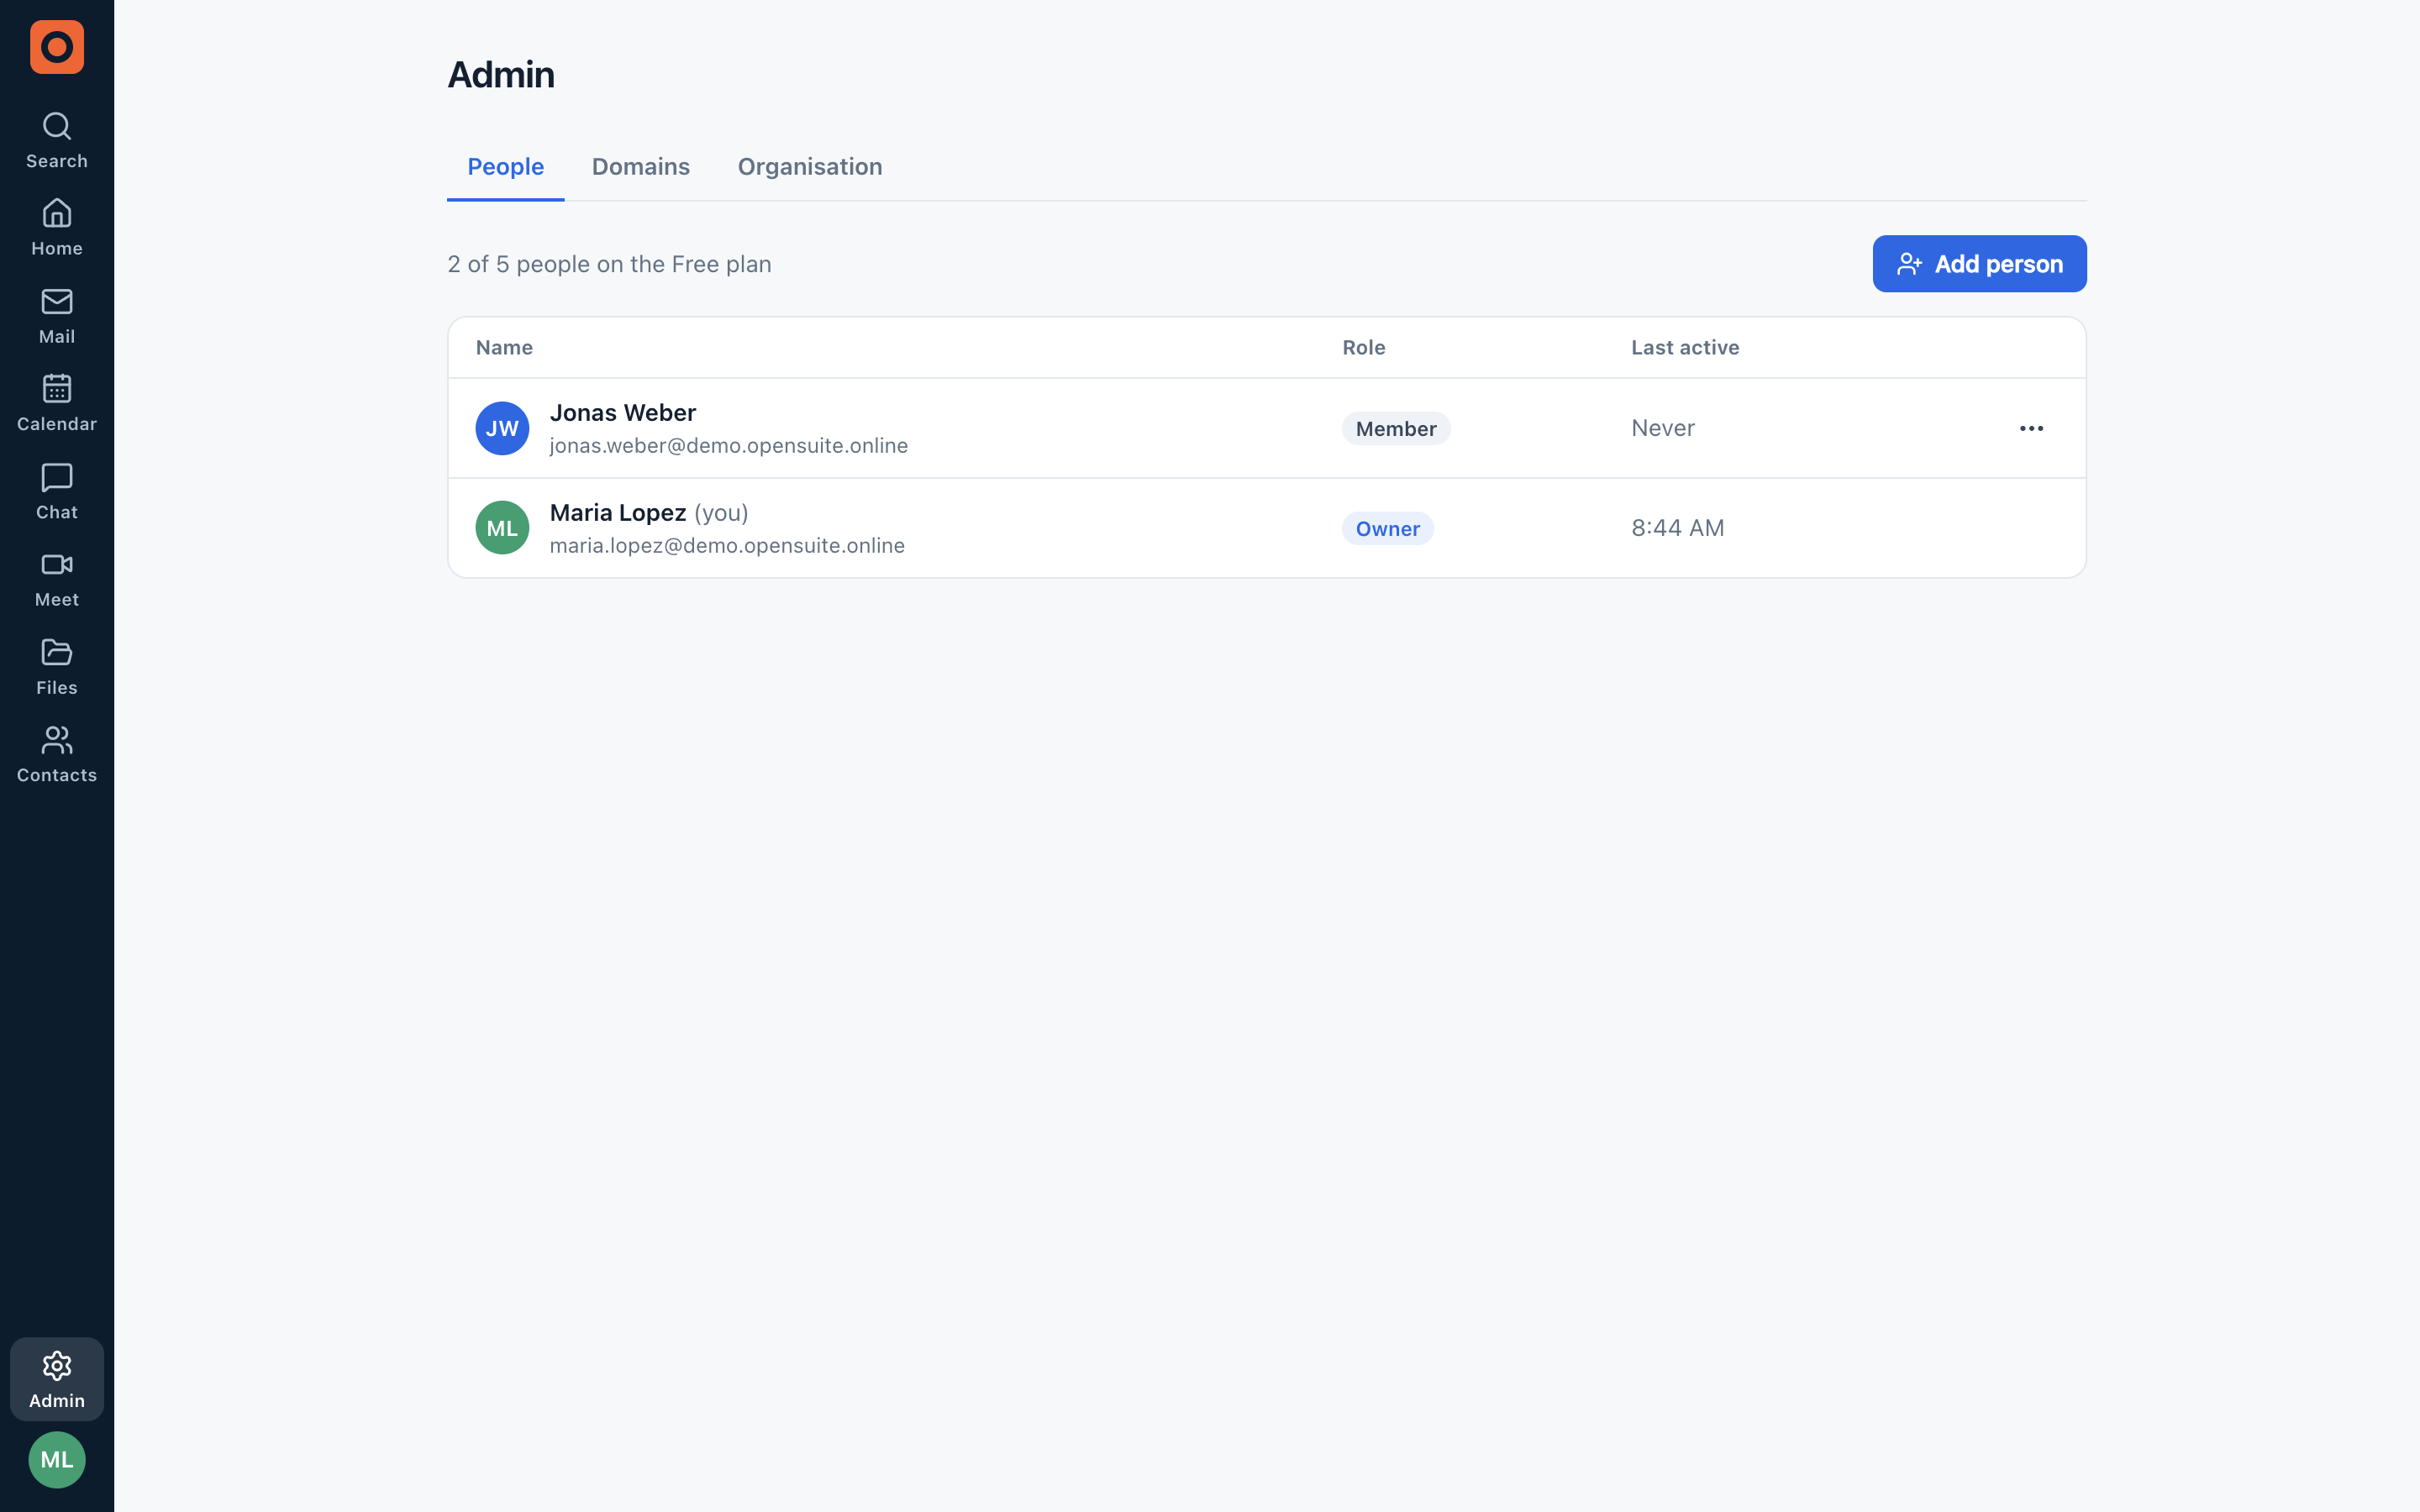 Search
Home
Mail
Calendar
Chat
Meet
Files
Contacts
Admin
ML
Admin
People Domains Organisation
2 of 5 people on the Free plan Add person
Name Role Last active
JW Jonas Weber Member Never
jonas.weber@demo.opensuite.online
ML Maria Lopez (you) Owner 8:44 AM
maria.lopez@demo.opensuite.online